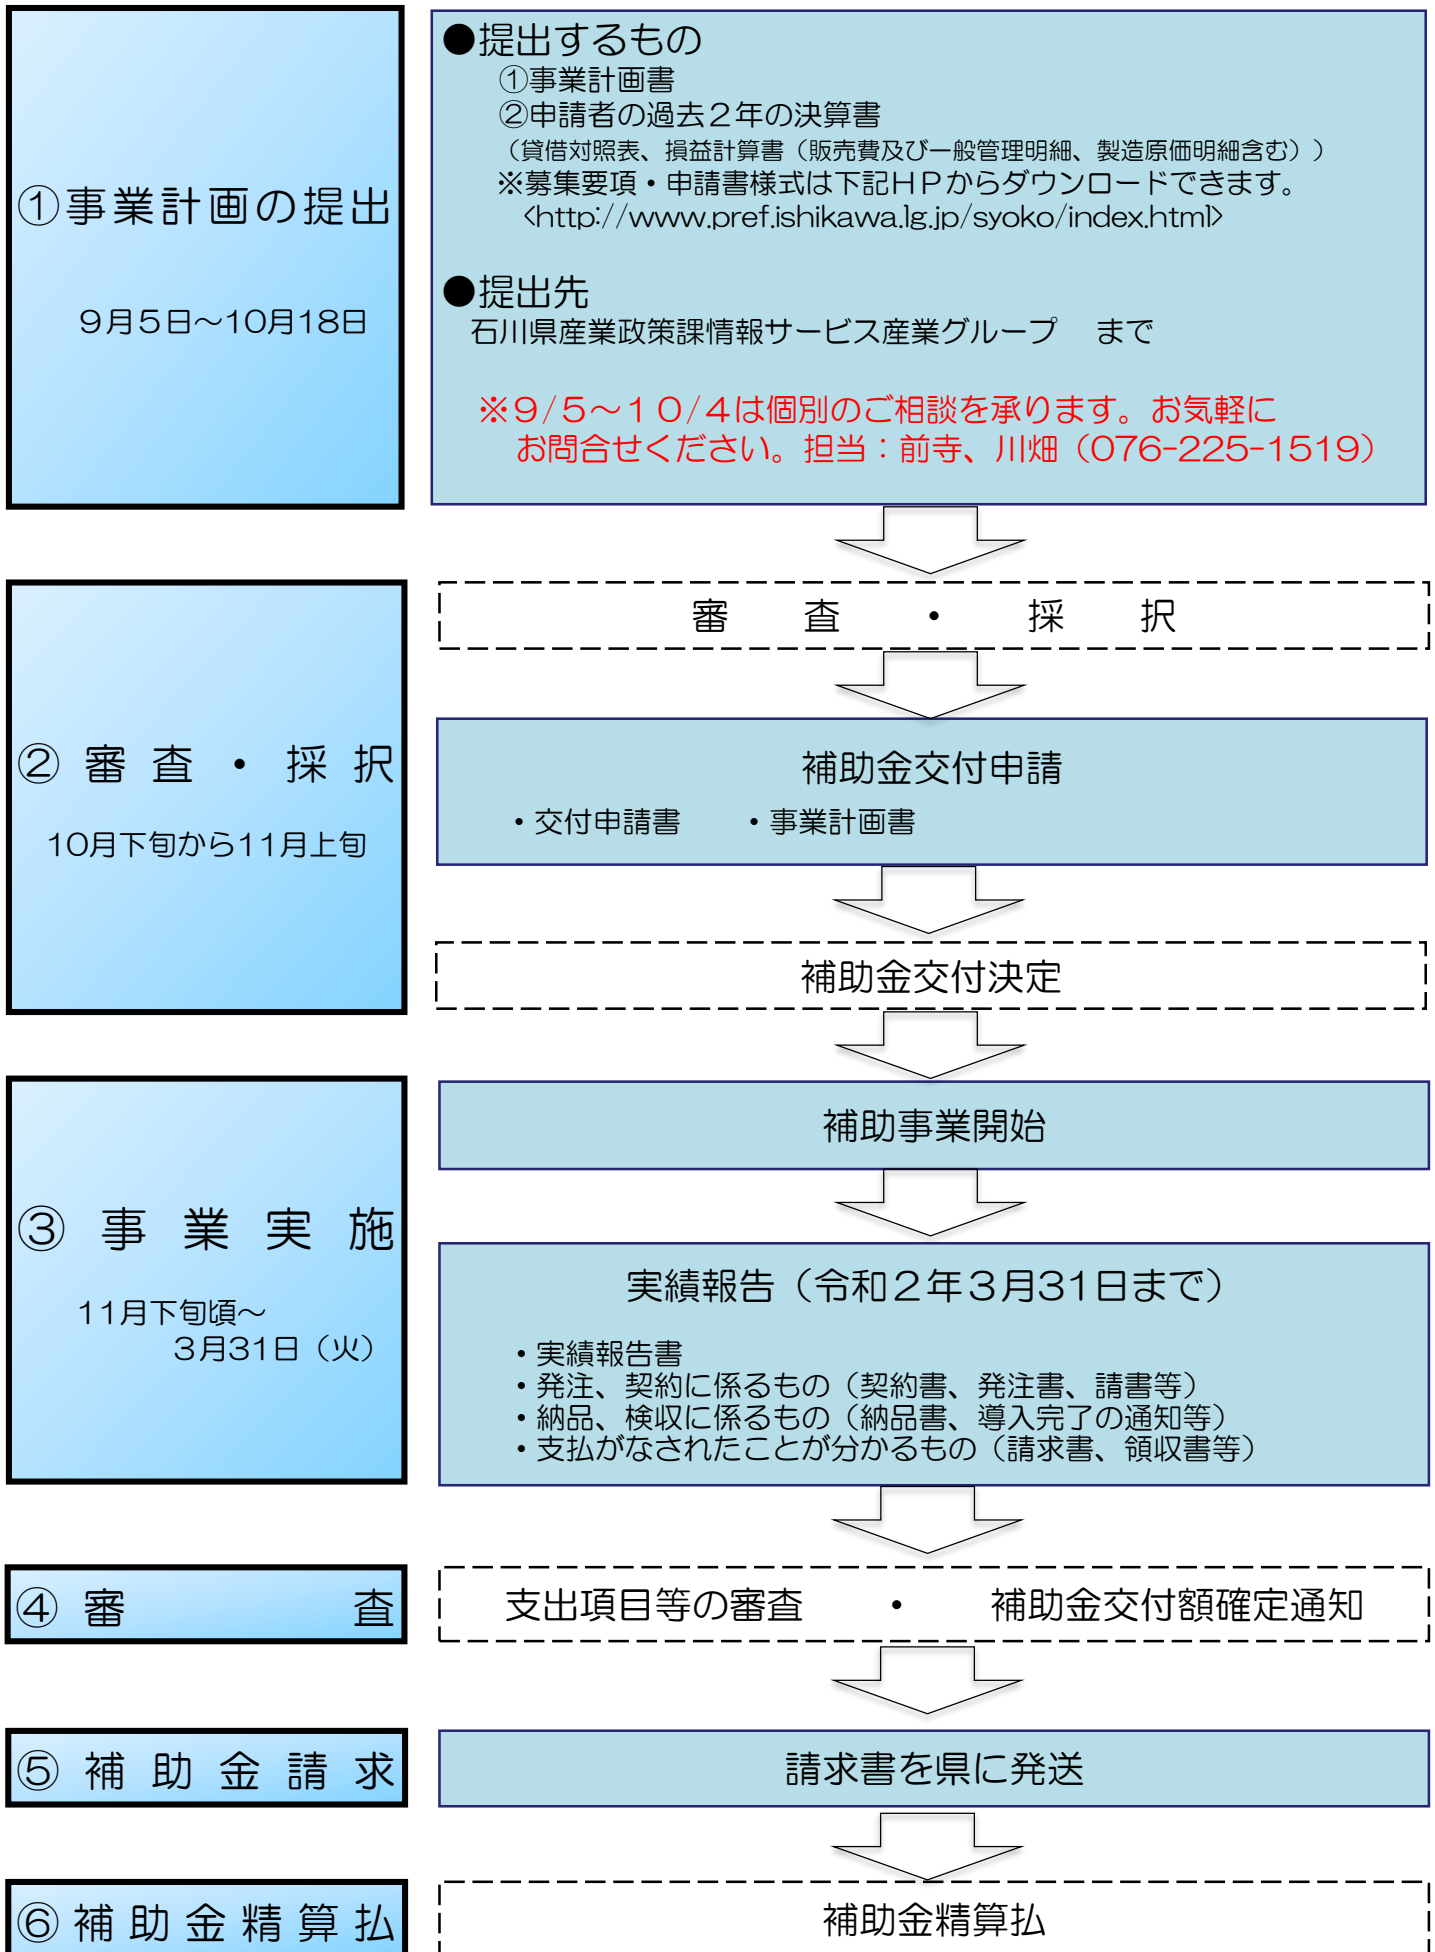 ①事業計画の提出
9月5日～10月18日
●提出するもの
①事業計画書
②申請者の過去２年の決算書
（貸借対照表、損益計算書（販売費及び一般管理明細、製造原価明細含む））
※募集要項・申請書様式は下記ＨＰからダウンロードできます。
<http://www.pref.ishikawa.lg.jp/syoko/index.html>
●提出先
石川県産業政策課情報サービス産業グループ　まで
※９/５～１０/４は個別のご相談を承ります。お気軽に
お問合せください。担当：前寺、川畑（076-225-1519）
②審査・採択
10月下旬から11月上旬
審査・採択
補助金交付申請
・交付申請書　・事業計画書
補助金交付決定
③事業実施
11月下旬頃～
３月31日（火）
補助事業開始
実績報告（令和２年３月31日まで）
・実績報告書
・発注、契約に係るもの（契約書、発注書、請書等）
・納品、検収に係るもの（納品書、導入完了の通知等）
・支払がなされたことが分かるもの（請求書、領収書等）
④審査
支出項目等の審査　・　補助金交付額確定通知
⑤補助金請求
請求書を県に発送
⑥補助金精算払
補助金精算払